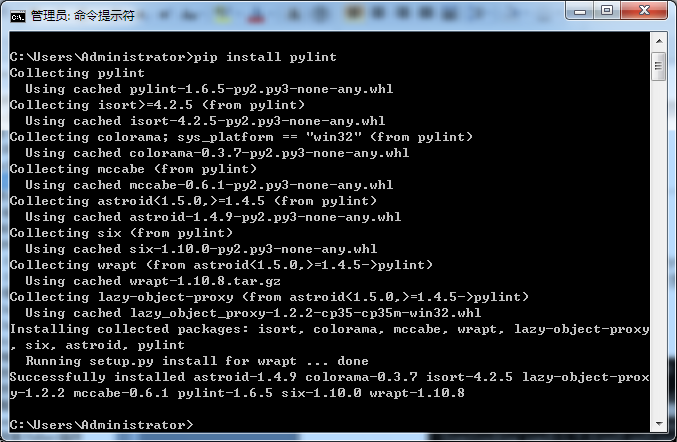 管理员: 命令提示符
C:\Users\Administrator>pip install pylint
Collecting pylint
  Using cached pylint-1.6.5-py2.py3-none-any.whl
Collecting isort>=4.2.5 (from pylint)
  Using cached isort-4.2.5-py2.py3-none-any.whl
Collecting colorama; sys_platform == "win32" (from pylint)
  Using cached colorama-0.3.7-py2.py3-none-any.whl
Collecting mccabe (from pylint)
  Using cached mccabe-0.6.1-py2.py3-none-any.whl
Collecting astroid<1.5.0,>=1.4.5 (from pylint)
  Using cached astroid-1.4.9-py2.py3-none-any.whl
Collecting six (from pylint)
  Using cached six-1.10.0-py2.py3-none-any.whl
Collecting wrapt (from astroid<1.5.0,>=1.4.5->pylint)
  Using cached wrapt-1.10.8.tar.gz
Collecting lazy-object-proxy (from astroid<1.5.0,>=1.4.5->pylint)
  Using cached lazy_object_proxy-1.2.2-cp35-cp35m-win32.whl
Installing collected packages: isort, colorama, mccabe, wrapt, lazy-object-proxy
, six, astroid, pylint
  Running setup.py install for wrapt ... done
Successfully installed astroid-1.4.9 colorama-0.3.7 isort-4.2.5 lazy-object-prox
y-1.2.2 mccabe-0.6.1 pylint-1.6.5 six-1.10.0 wrapt-1.10.8
C:\Users\Administrator>